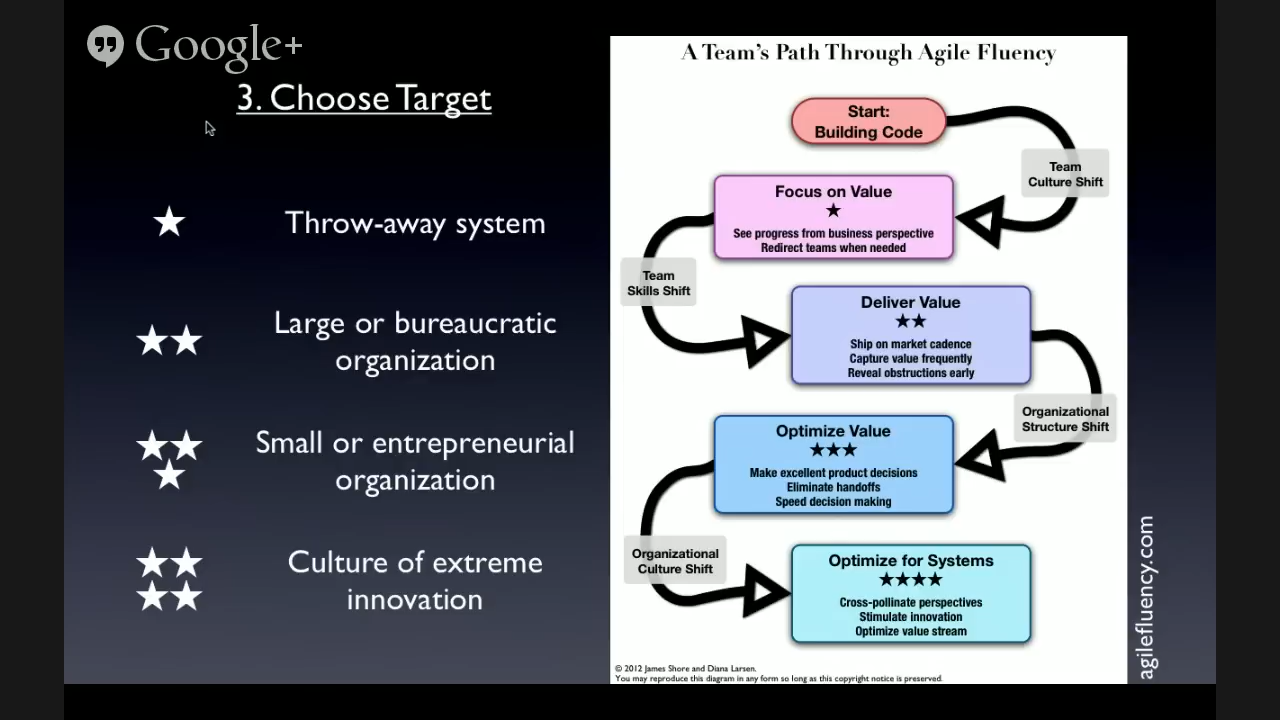 Google+
3. Choose Target
★ Throw-away system
★★ Large or bureaucratic
organization
★★★ Small or entrepreneurial
organization
★★★★ Culture of extreme
innovation
A Team's Path Through Agile Fluency
Start:
Building Code
Team
Culture Shift
Focus on Value
★
See progress from business perspective
Redirect teams when needed
Team
Skills Shift
Deliver Value
★★
Ship on market cadence
Capture value frequently
Reveal obstructions early
Organizational
Structure Shift
Optimize Value
★★★
Make excellent product decisions
Eliminate handoffs
Speed decision making
Organizational
Culture Shift
Optimize for Systems
★★★★
Cross-pollinate perspectives
Stimulate innovation
Optimize value stream
© 2012 James Shore and Diana Larsen.
You may reproduce this diagram in any form so long as this copyright notice is preserved.
agilefluency.com